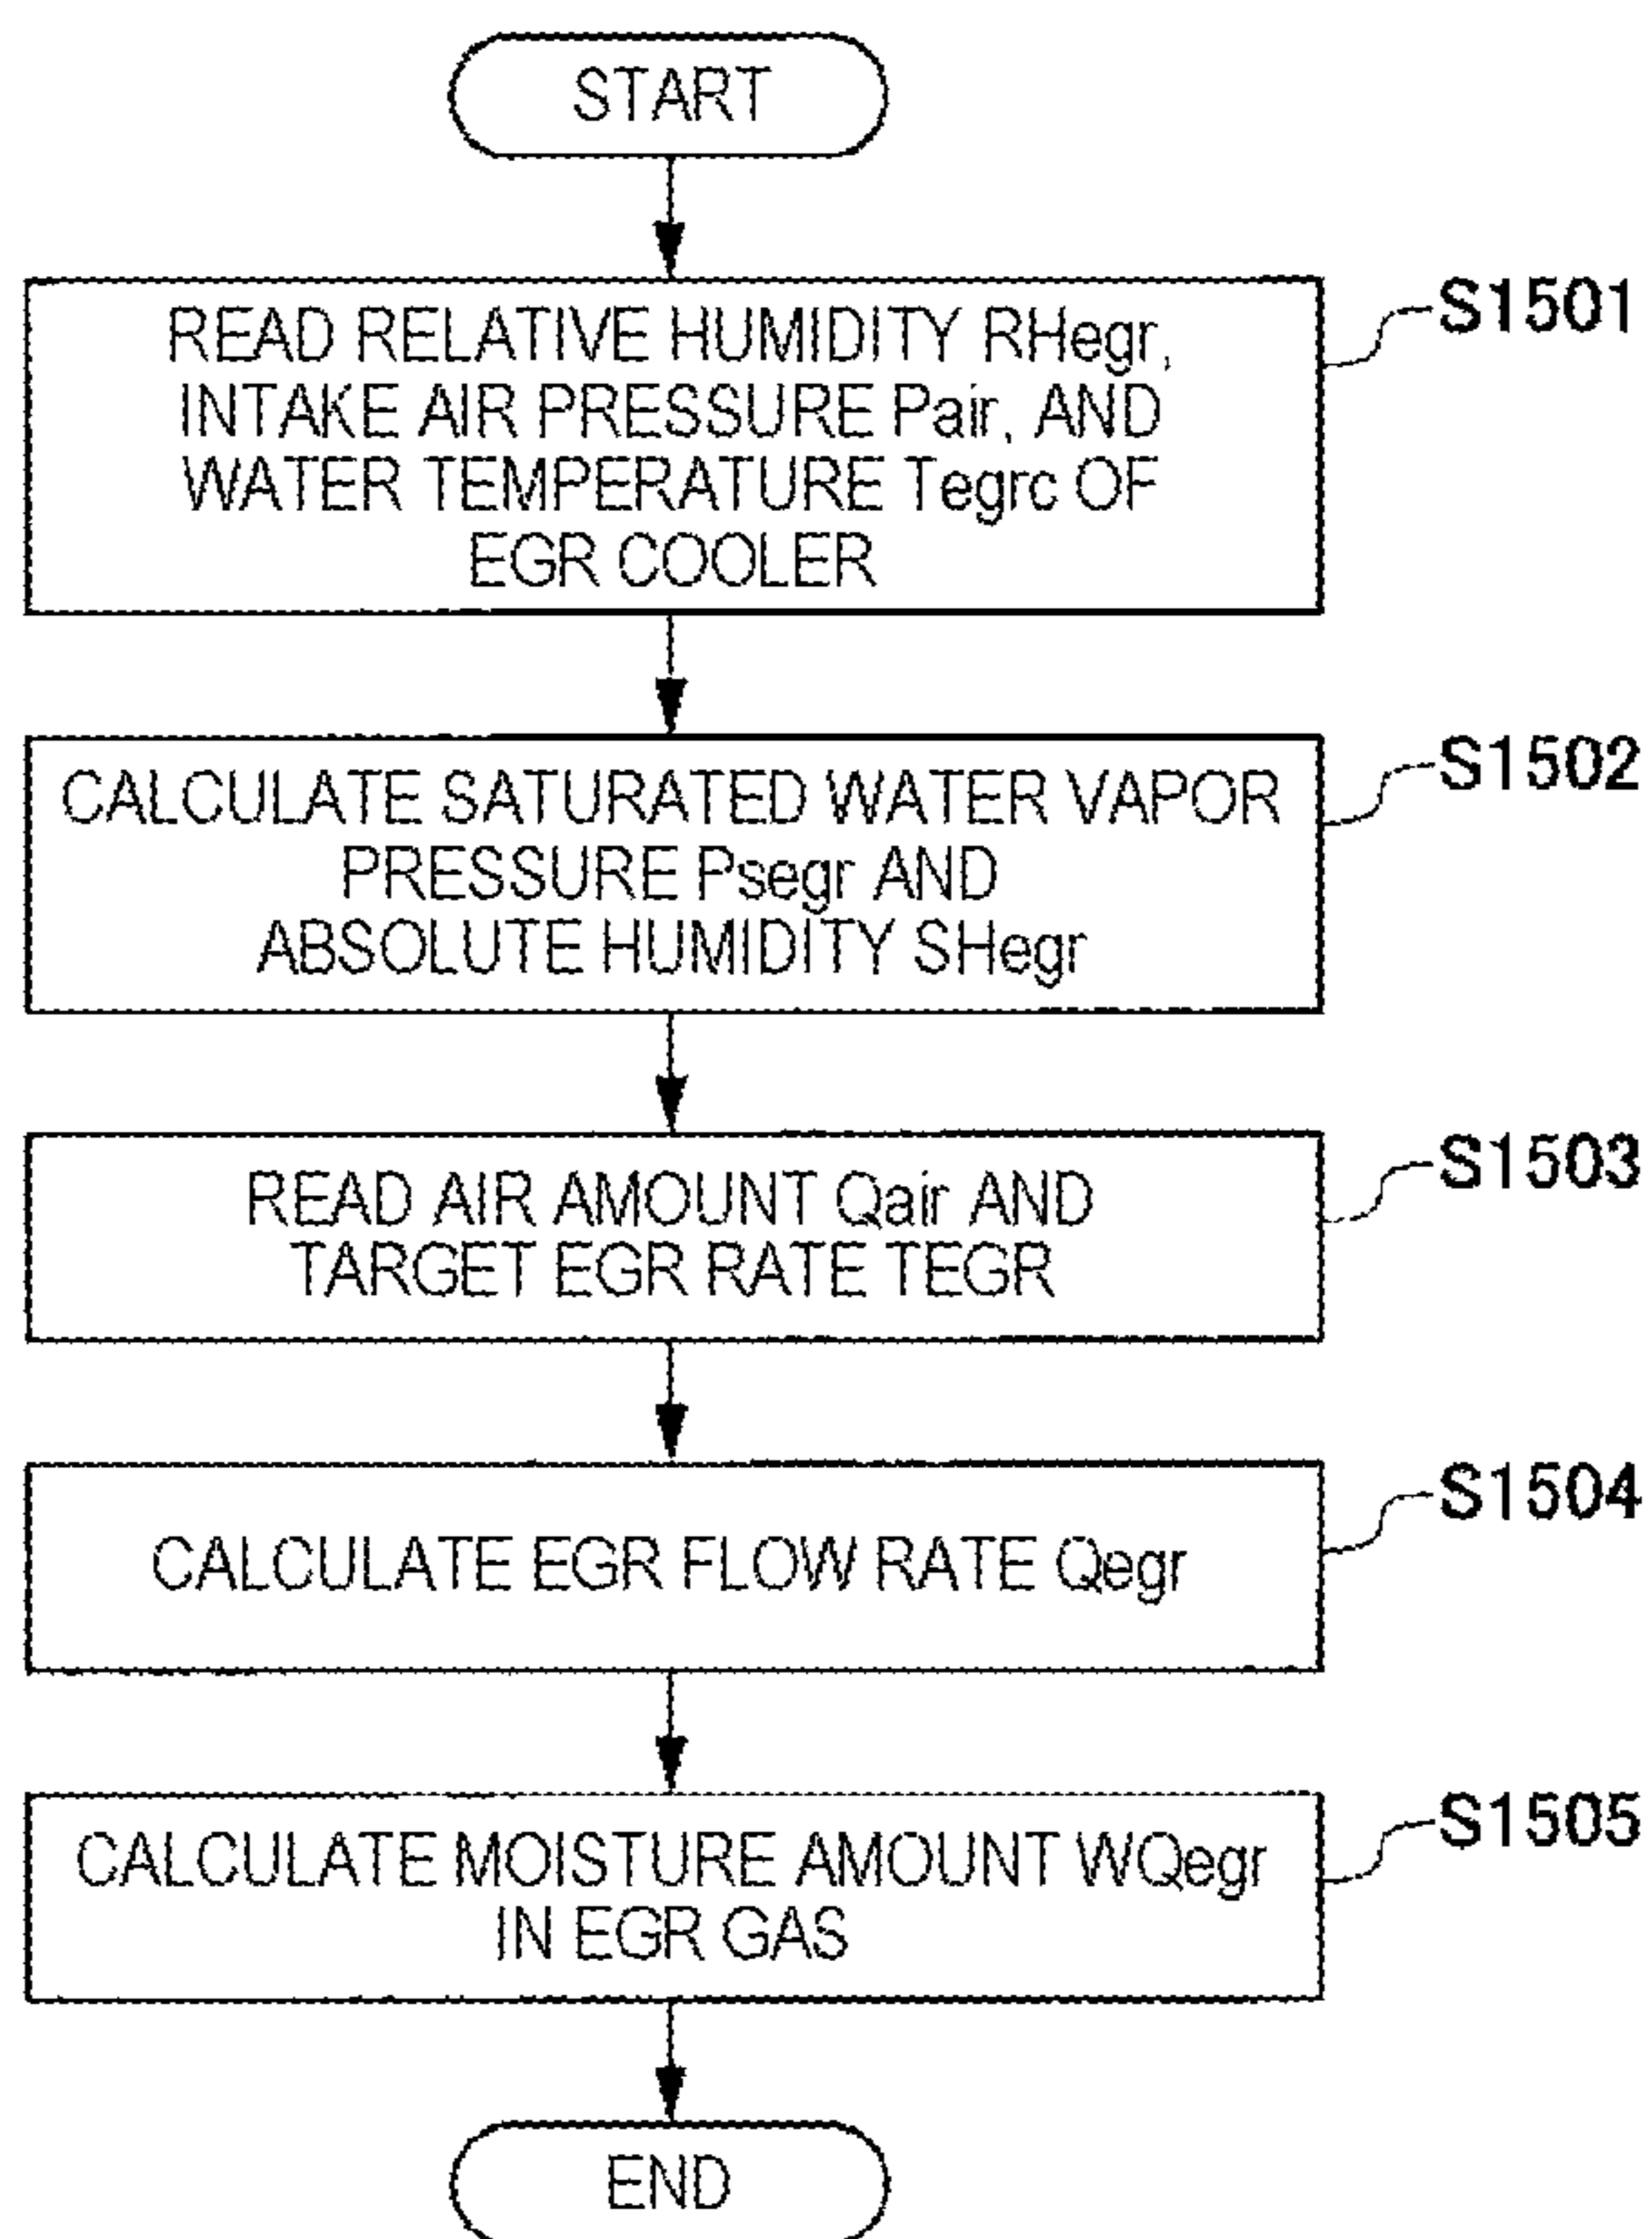 START
READ RELATIVE HUMIDITY RHegr,
INTAKE AIR PRESSURE Pair, AND
WATER TEMPERATURE Tegrc OF
EGR COOLER
S1501
CALCULATE SATURATED WATER VAPOR
PRESSURE Psegr AND
ABSOLUTE HUMIDITY SHegr
S1502
READ AIR AMOUNT Qair AND
TARGET EGR RATE TEGR
S1503
CALCULATE EGR FLOW RATE Qegr
S1504
CALCULATE MOISTURE AMOUNT WQegr
IN EGR GAS
S1505
END